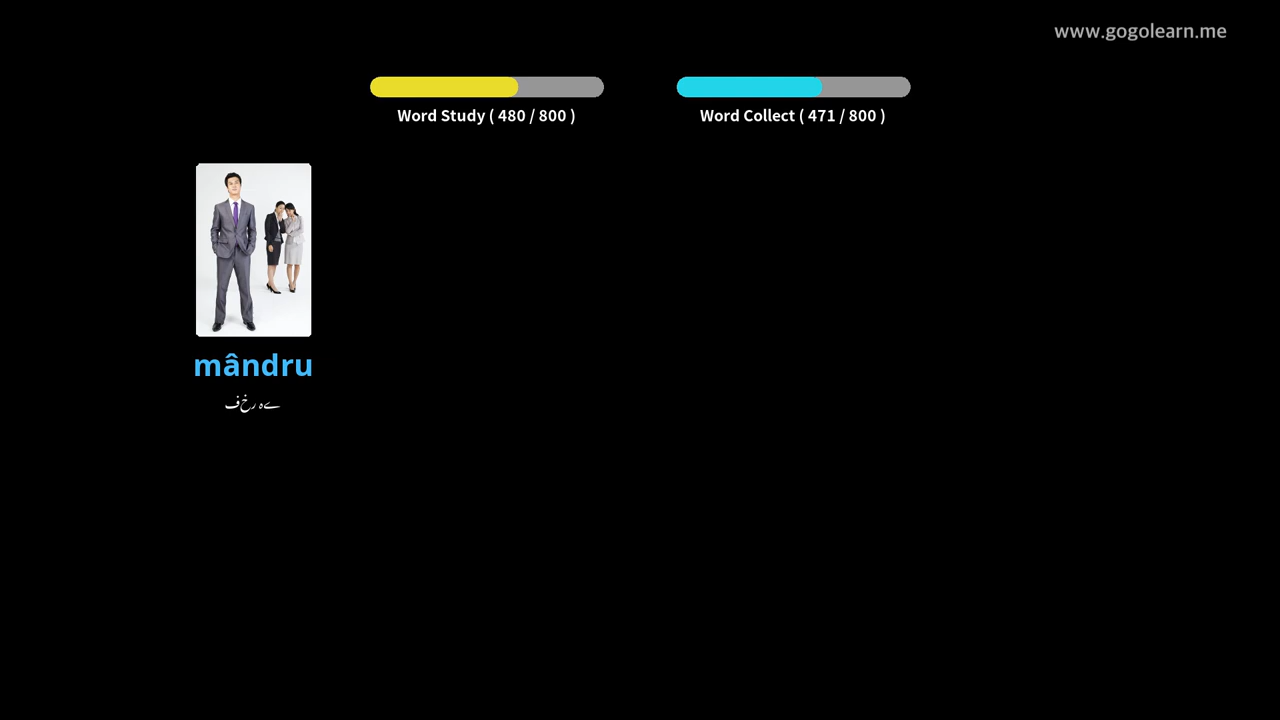 www.gogolearn.me
Word Study ( 480 / 800 )
Word Collect ( 471 / 800 )
mândru
فخر ہے